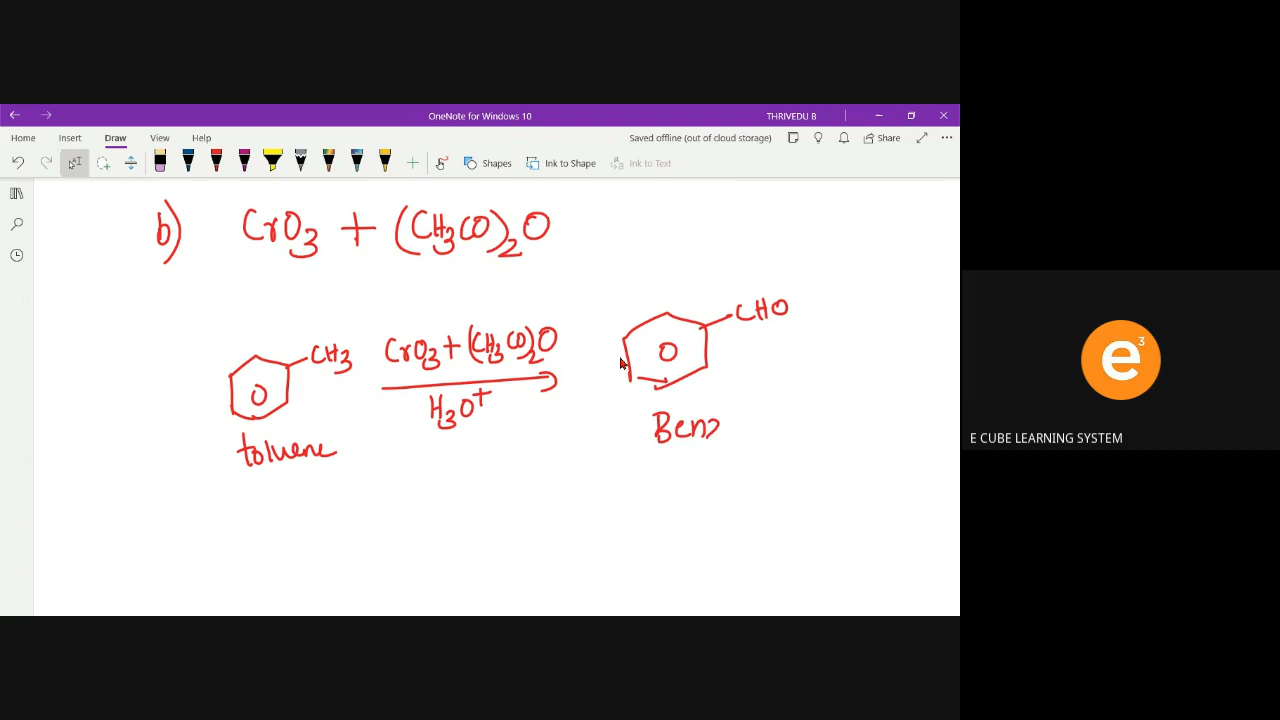 OneNote for Windows 10
THRIVEDU B
Home Insert Draw View Help
Saved offline (out of cloud storage)
Share
Shapes
Ink to Shape
Ink to Text
b) CrO3 + (CH3CO)2O
CH3
CrO3 + (CH3CO)2O
H3O+
CHO
toluene
Benz
e3
E CUBE LEARNING SYSTEM